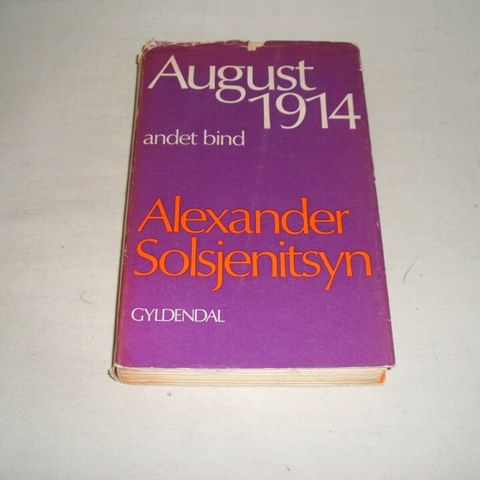 August
1914
andet bind
Alexander
Solsjenitsyn
GYLDENDAL